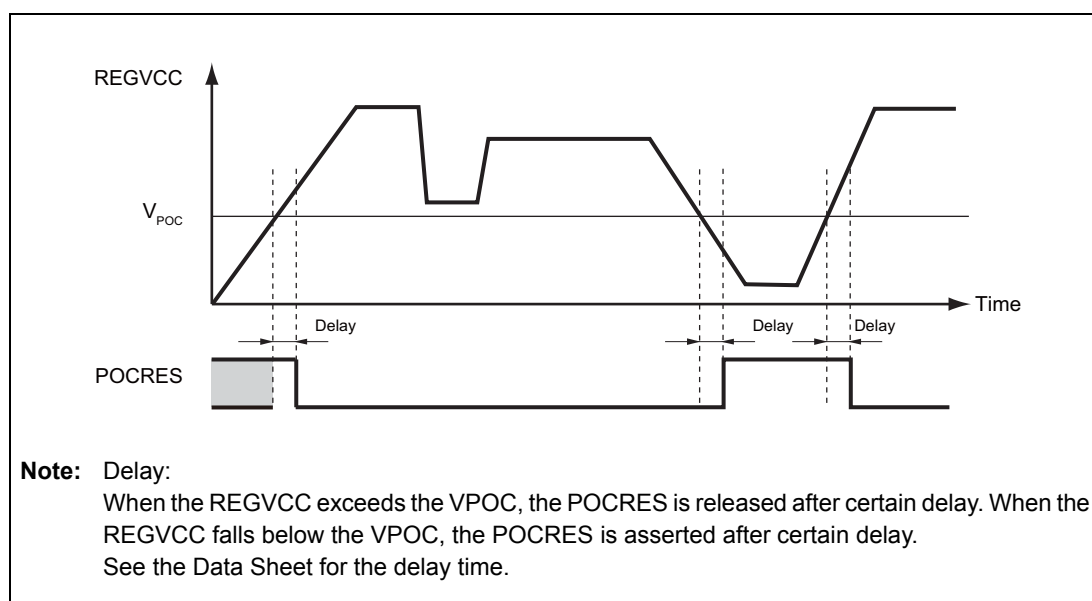 REGVCC
VPOC
Time
Delay
Delay
Delay
POCRES
Note: Delay:
When the REGVCC exceeds the VPOC, the POCRES is released after certain delay. When the
REGVCC falls below the VPOC, the POCRES is asserted after certain delay.
See the Data Sheet for the delay time.